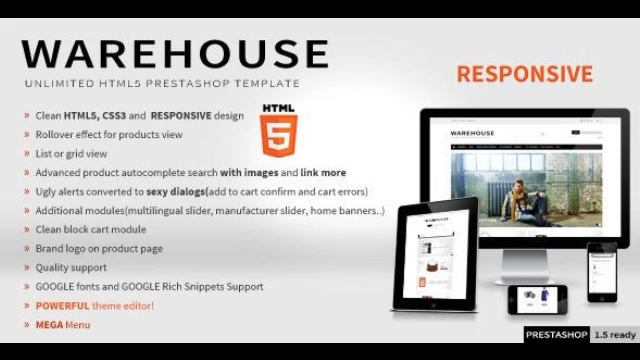 WAREHOUSE
UNLIMITED HTML5 PRESTASHOP TEMPLATE
RESPONSIVE
» Clean HTML5, CSS3 and RESPONSIVE design
HTML
5
» Rollover effect for products view
» List or grid view
» Advanced product autocomplete search with images and link more
» Ugly alerts converted to sexy dialogs(add to cart confirm and cart errors)
» Additional modules(multilingual slider, manufacturer slider, home banners..)
» Clean block cart module
» Brand logo on product page
» Quality support
» GOOGLE fonts and GOOGLE Rich Snippets Support
» POWERFUL theme editor!
» MEGA Menu
WAREHOUSE
WAREHOUSE
PRESTASHOP 1.5 ready